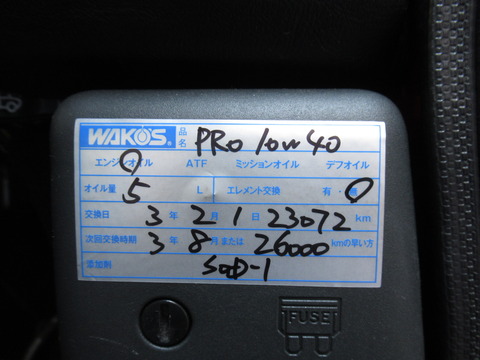 WAKO'S® 品名 PRO 10W40
エンジンオイル ATF ミッションオイル デフオイル
オイル量 5 L エレメント交換 有・無
交換日 3年 2月 1日 23072 km
次回交換時期 3年 8月または 26000 kmの早い方
添加剤 SOD-1
FUSE